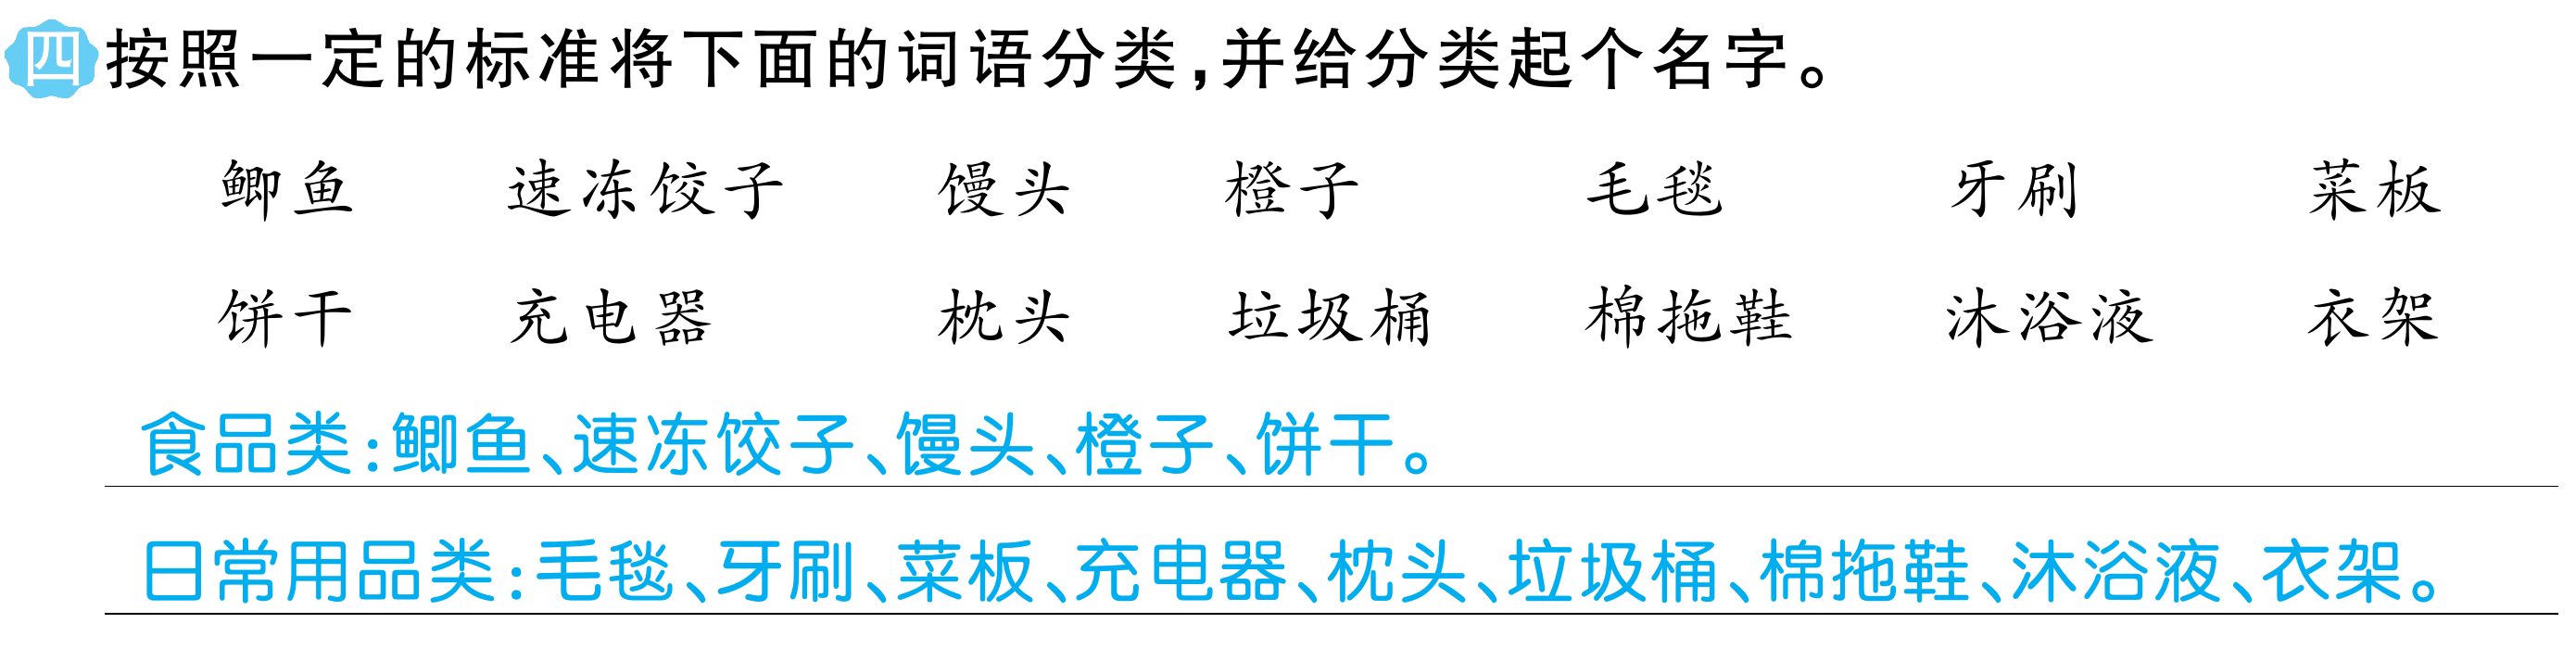 四 按照一定的标准将下面的词语分类,并给分类起个名字。
鲫鱼 速冻饺子 馒头 橙子 毛毯 牙刷 菜板
饼干 充电器 枕头 垃圾桶 棉拖鞋 沐浴液 衣架
食品类:鲫鱼、速冻饺子、馒头、橙子、饼干。
日常用品类:毛毯、牙刷、菜板、充电器、枕头、垃圾桶、棉拖鞋、沐浴液、衣架。